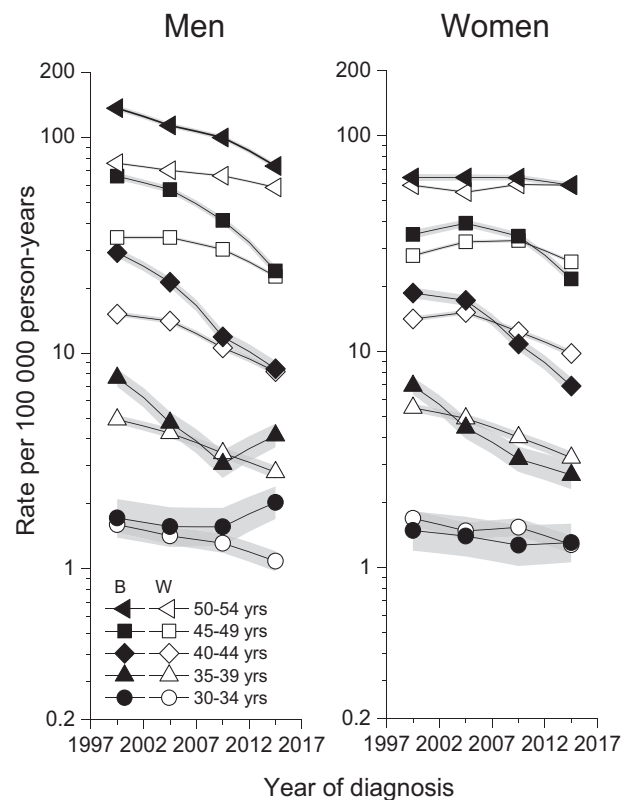 Men
Women
200
100
10
1
0.2
200
100
10
1
0.2
Rate per 100 000 person-years
B W
50-54 yrs
45-49 yrs
40-44 yrs
35-39 yrs
30-34 yrs
1997 2002 2007 2012 2017
1997 2002 2007 2012 2017
Year of diagnosis